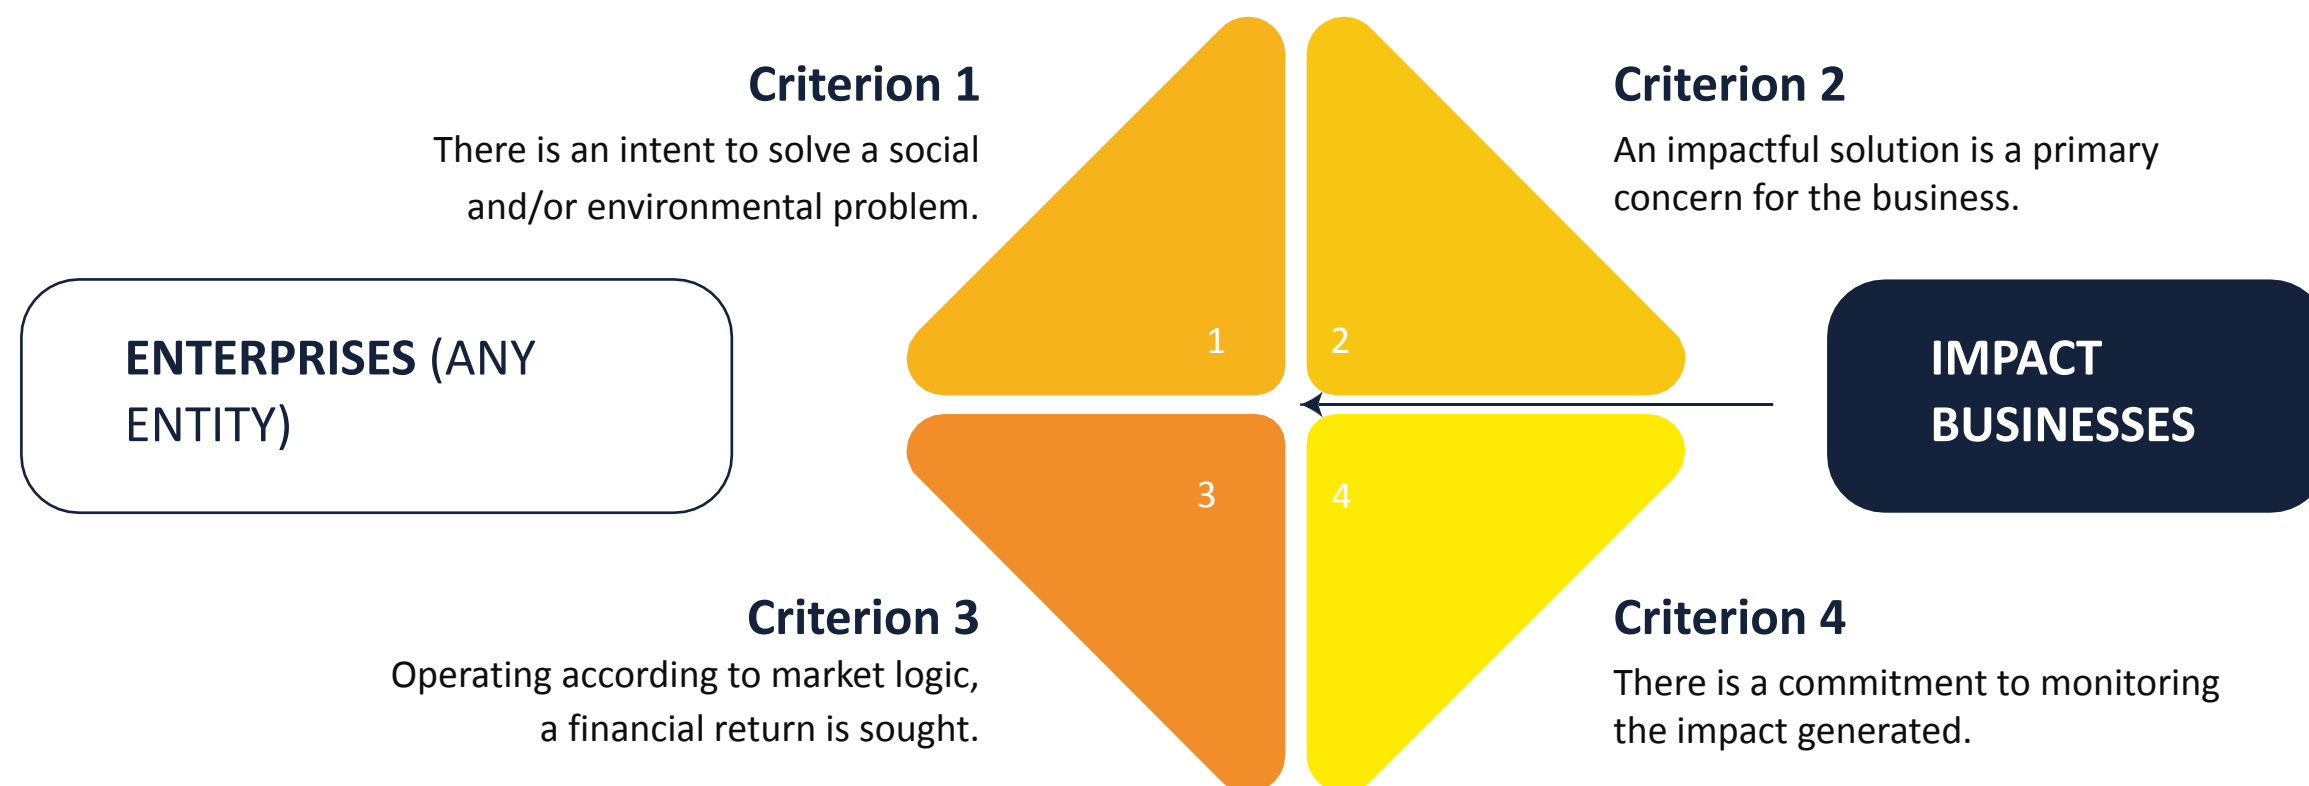 Criterion 1
There is an intent to solve a social
and/or environmental problem.
Criterion 2
An impactful solution is a primary
concern for the business.
ENTERPRISES (ANY
ENTITY)
1
2
3
4
IMPACT
BUSINESSES
Criterion 3
Operating according to market logic,
a financial return is sought.
Criterion 4
There is a commitment to monitoring
the impact generated.